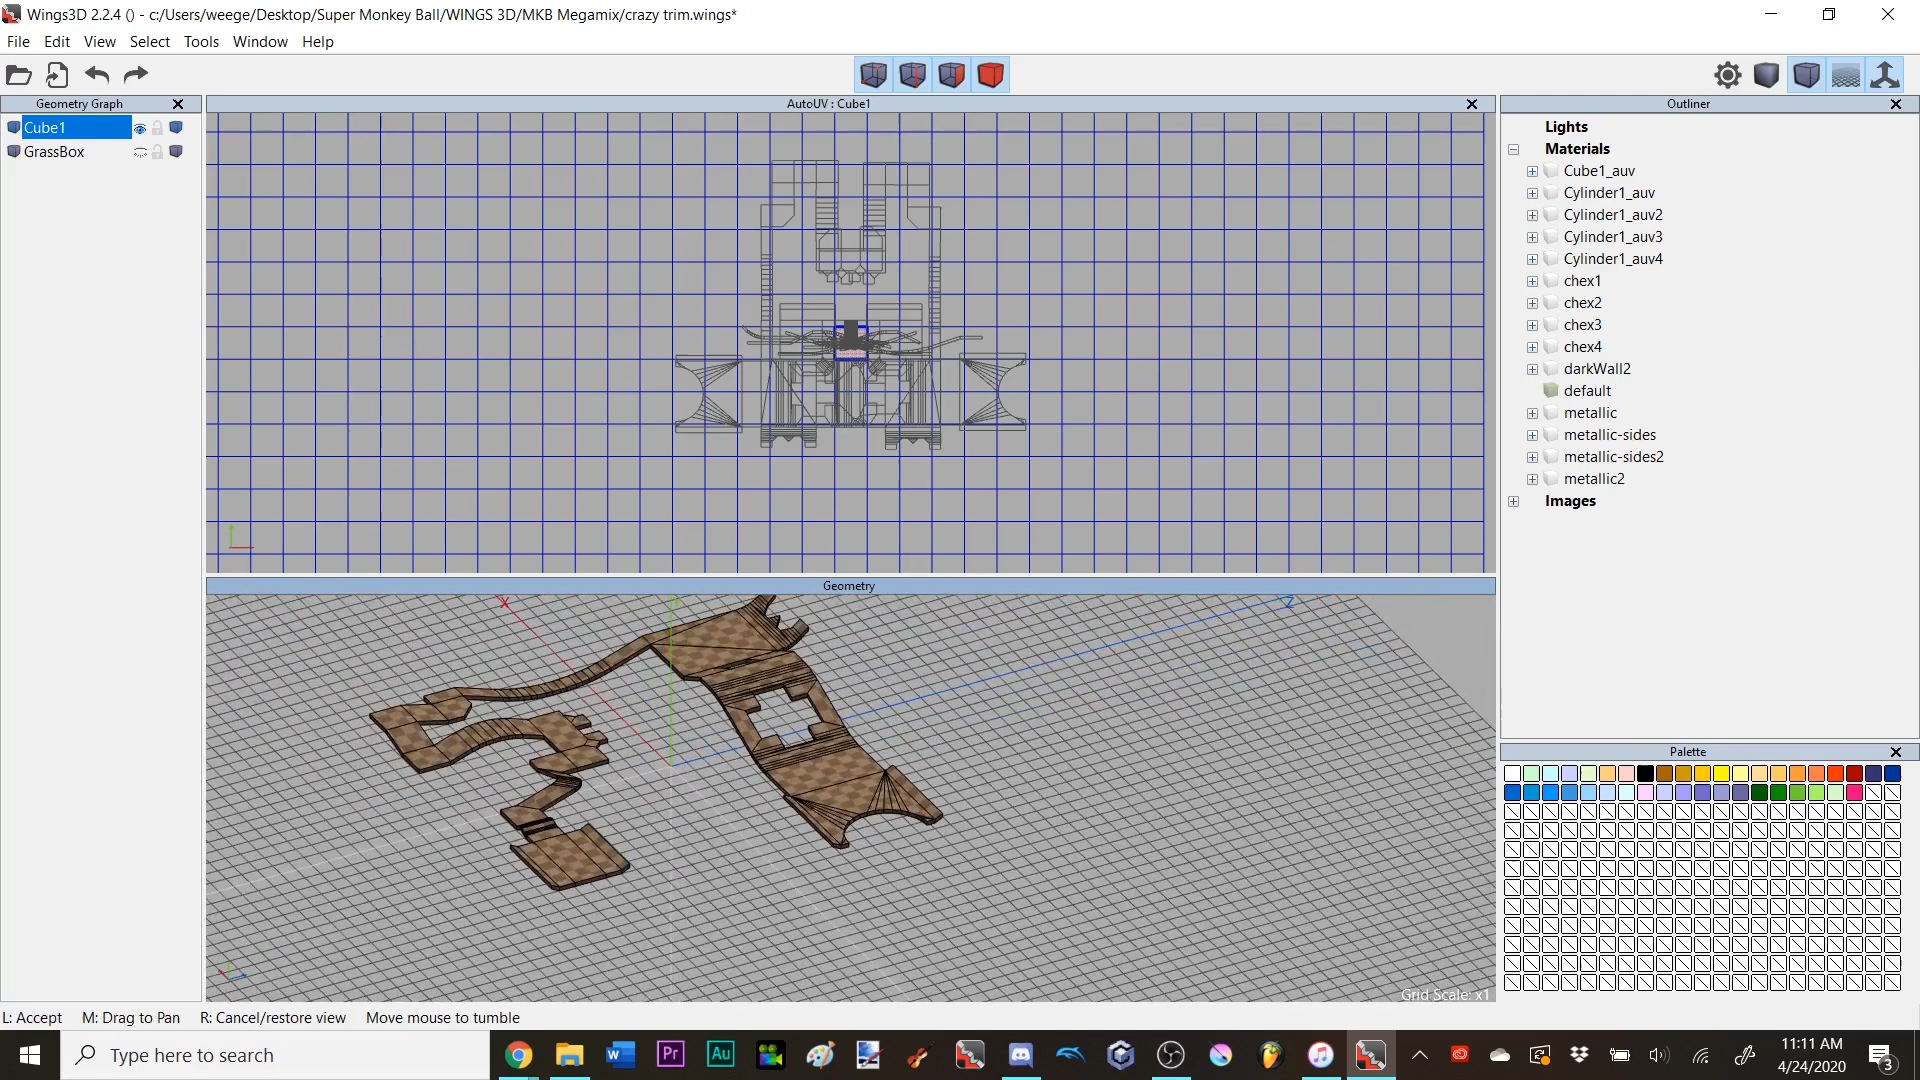 Wings3D 2.2.4 () - c:/Users/weege/Desktop/Super Monkey Ball/WINGS 3D/MKB Megamix/crazy trim.wings*
File Edit View Select Tools Window Help
Geometry Graph
AutoUV : Cube1
Outliner
Cube1
GrassBox
Lights
Materials
Cube1_auv
Cylinder1_auv
Cylinder1_auv2
Cylinder1_auv3
Cylinder1_auv4
chex1
chex2
chex3
chex4
darkWall2
default
metallic
metallic-sides
metallic-sides2
metallic2
Images
Geometry
X
Z
Palette
Grid Scale: x1
L: Accept M: Drag to Pan R: Cancel/restore view Move mouse to tumble
Type here to search
Pr
Au
11:11 AM
4/24/2020
3